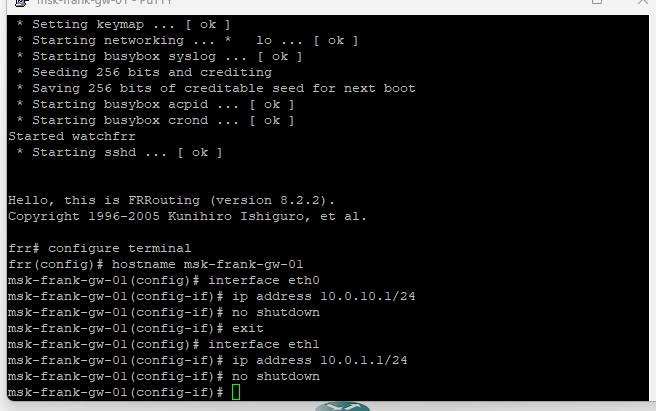 msk-frank-gw-01 - PuTTY
* Setting keymap ... [ ok ]
* Starting networking ... *   lo ... [ ok ]
* Starting busybox syslog ... [ ok ]
* Seeding 256 bits and crediting
* Saving 256 bits of creditable seed for next boot
* Starting busybox acpid ... [ ok ]
* Starting busybox crond ... [ ok ]
Started watchfrr
* Starting sshd ... [ ok ]
Hello, this is FRRouting (version 8.2.2).
Copyright 1996-2005 Kunihiro Ishiguro, et al.
frr# configure terminal
frr(config)# hostname msk-frank-gw-01
msk-frank-gw-01(config)# interface eth0
msk-frank-gw-01(config-if)# ip address 10.0.10.1/24
msk-frank-gw-01(config-if)# no shutdown
msk-frank-gw-01(config-if)# exit
msk-frank-gw-01(config)# interface eth1
msk-frank-gw-01(config-if)# ip address 10.0.1.1/24
msk-frank-gw-01(config-if)# no shutdown
msk-frank-gw-01(config-if)#